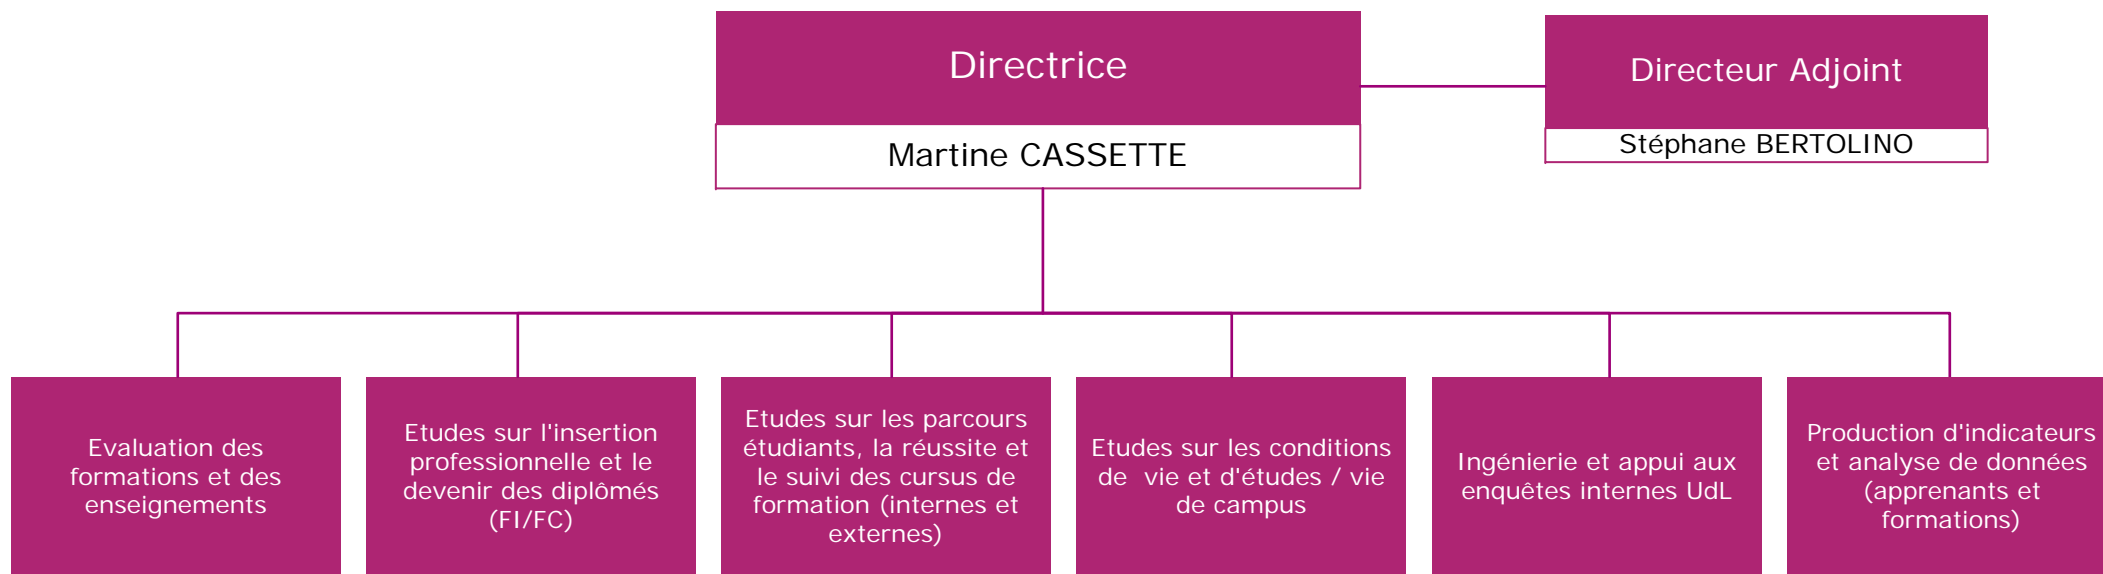 Directrice
Martine CASSETTE
Directeur Adjoint
Stéphane BERTOLINO
Evaluation des
formations et des
enseignements
Etudes sur l'insertion
professionnelle et le
devenir des diplômés
(FI/FC)
Etudes sur les parcours
étudiants, la réussite et
le suivi des cursus de
formation (internes et
externes)
Etudes sur les conditions
de vie et d'études / vie
de campus
Ingénierie et appui aux
enquêtes internes UdL
Production d'indicateurs
et analyse de données
(apprenants et
formations)